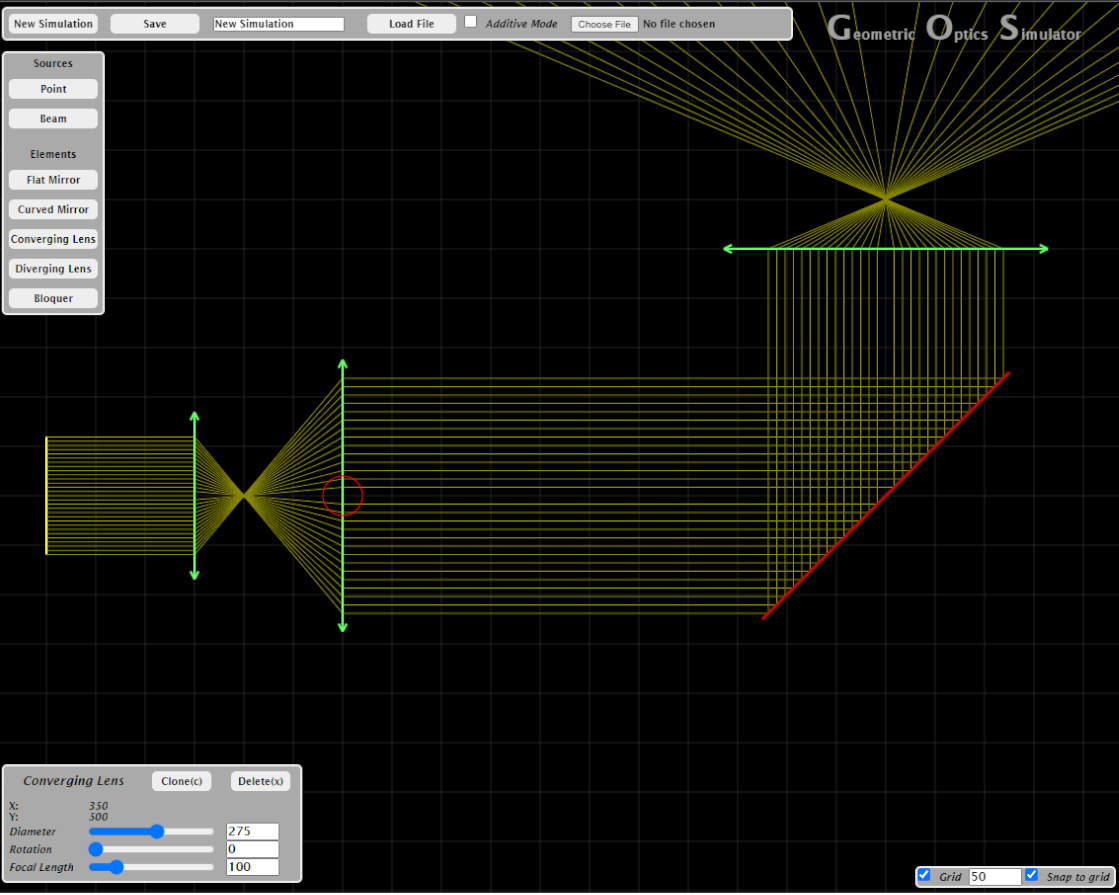 New Simulation Save New Simulation Load File Additive Mode Choose File No file chosen
Geometric Optics Simulator
Sources
Point
Beam
Elements
Flat Mirror
Curved Mirror
Converging Lens
Diverging Lens
Bloquer
Converging Lens Clone(c) Delete(x)
X: 350
Y: 500
Diameter 275
Rotation 0
Focal Length 100
Grid 50 Snap to grid